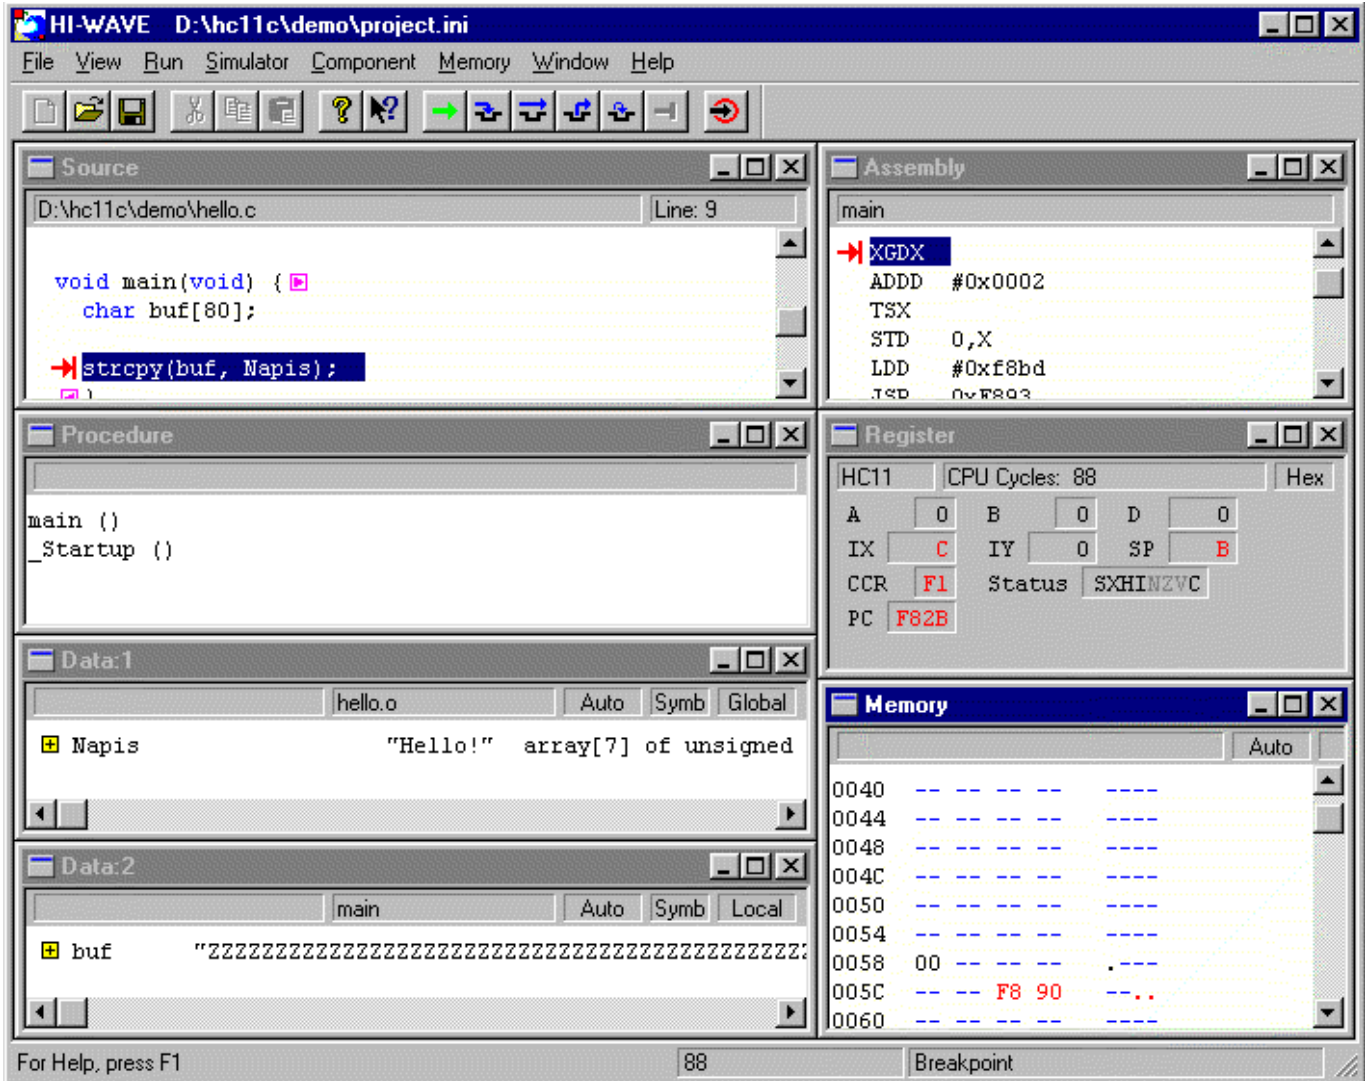 HI-WAVE D:\hc11c\demo\project.ini
File View Run Simulator Component Memory Window Help
Source
D:\hc11c\demo\hello.c Line: 9
void main(void) {
char buf[80];
strcpy(buf, Napis);
}
Assembly
main
XGDX
ADDD #0x0002
TSX
STD 0,X
LDD #0xf8bd
JSR 0xF893
Procedure
main ()
_Startup ()
Register
HC11 CPU Cycles: 88 Hex
A 0 B 0 D 0
IX C IY 0 SP B
CCR F1 Status SXHINZVC
PC F82B
Data:1
hello.o Auto Symb Global
Napis "Hello!" array[7] of unsigned
Data:2
main Auto Symb Local
buf "ZZZZZZZZZZZZZZZZZZZZZZZZZZZZZZZZZZZZZZZZZZZZZ
Memory
Auto
0040 -- -- -- -- ----
0044 -- -- -- -- ----
0048 -- -- -- -- ----
004C -- -- -- -- ----
0050 -- -- -- -- ----
0054 -- -- -- -- ----
0058 00 -- -- -- .---
005C -- -- F8 90 --..
0060 -- -- -- -- ----
For Help, press F1 88 Breakpoint